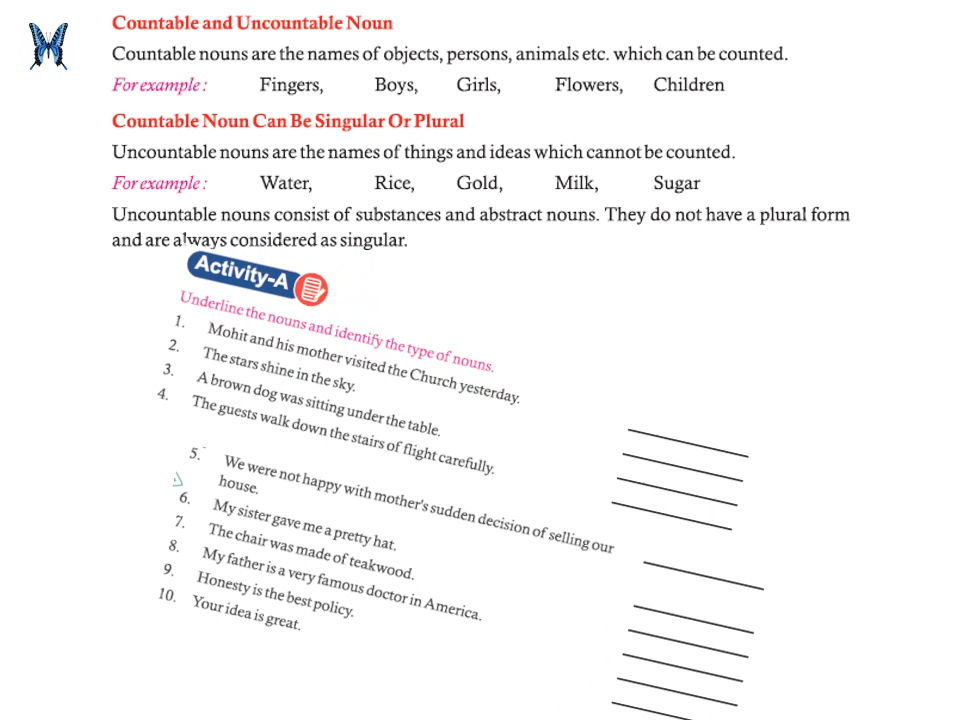 Countable and Uncountable Noun
Countable nouns are the names of objects, persons, animals etc. which can be counted.
For example : Fingers, Boys, Girls, Flowers, Children
Countable Noun Can Be Singular Or Plural
Uncountable nouns are the names of things and ideas which cannot be counted.
For example : Water, Rice, Gold, Milk, Sugar
Uncountable nouns consist of substances and abstract nouns. They do not have a plural form
and are always considered as singular.
Activity-A
Underline the nouns and identify the type of nouns.
1. Mohit and his mother visited the Church yesterday.
2. The stars shine in the sky.
3. A brown dog was sitting under the table.
4. The guests walk down the stairs of flight carefully.
5. We were not happy with mother's sudden decision of selling our
house.
6. My sister gave me a pretty hat.
7. The chair was made of teakwood.
8. My father is a very famous doctor in America.
9. Honesty is the best policy.
10. Your idea is great.